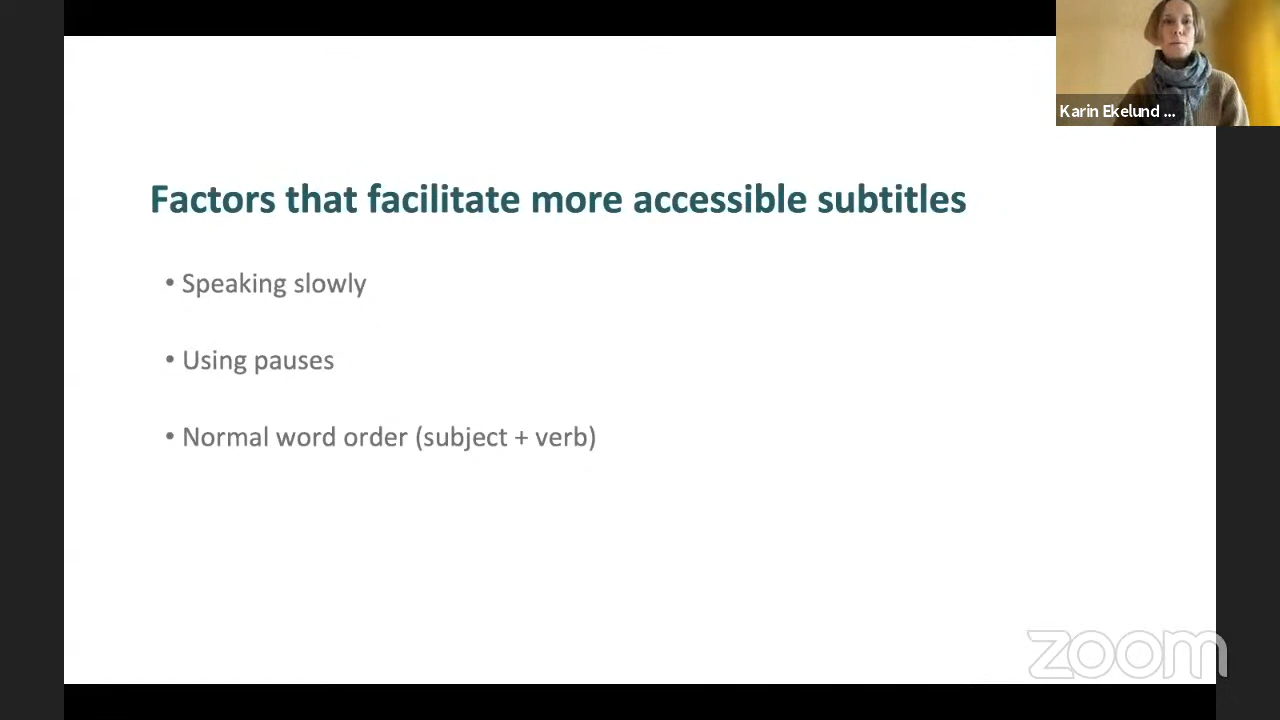 Karin Ekelund ...
Factors that facilitate more accessible subtitles
• Speaking slowly
• Using pauses
• Normal word order (subject + verb)
zoom